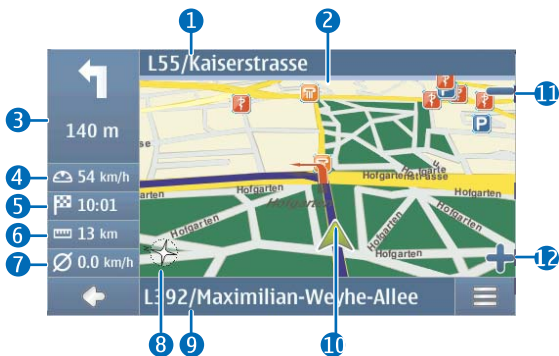 1
2
L55/Kaiserstrasse
11
3
140 m
P
4
54 km/h
Hofgarten
Hofgarten
Hofgarten
5
10:01
Hofgarten
6
13 km
Hofgarten
Hofgarten
7
0.0 km/h
12
L392/Maximilian-Weyhe-Allee
8
9
10